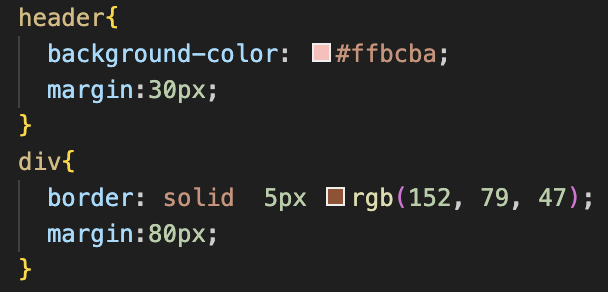 header{
  background-color: #ffbcba;
  margin:30px;
}
div{
  border: solid  5px rgb(152, 79, 47);
  margin:80px;
}